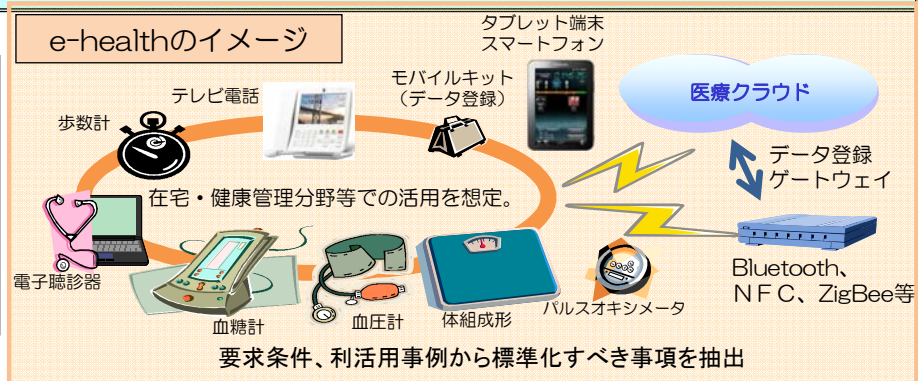 e-healthのイメージ
タブレット端末
スマートフォン
テレビ電話
モバイルキット
（データ登録）
医療クラウド
歩数計
データ登録
ゲートウェイ
在宅・健康管理分野等での活用を想定。
電子聴診器
血糖計
血圧計
体組成形
パルスオキシメータ
Bluetooth、
ＮＦＣ、ZigBee等
要求条件、利活用事例から標準化すべき事項を抽出